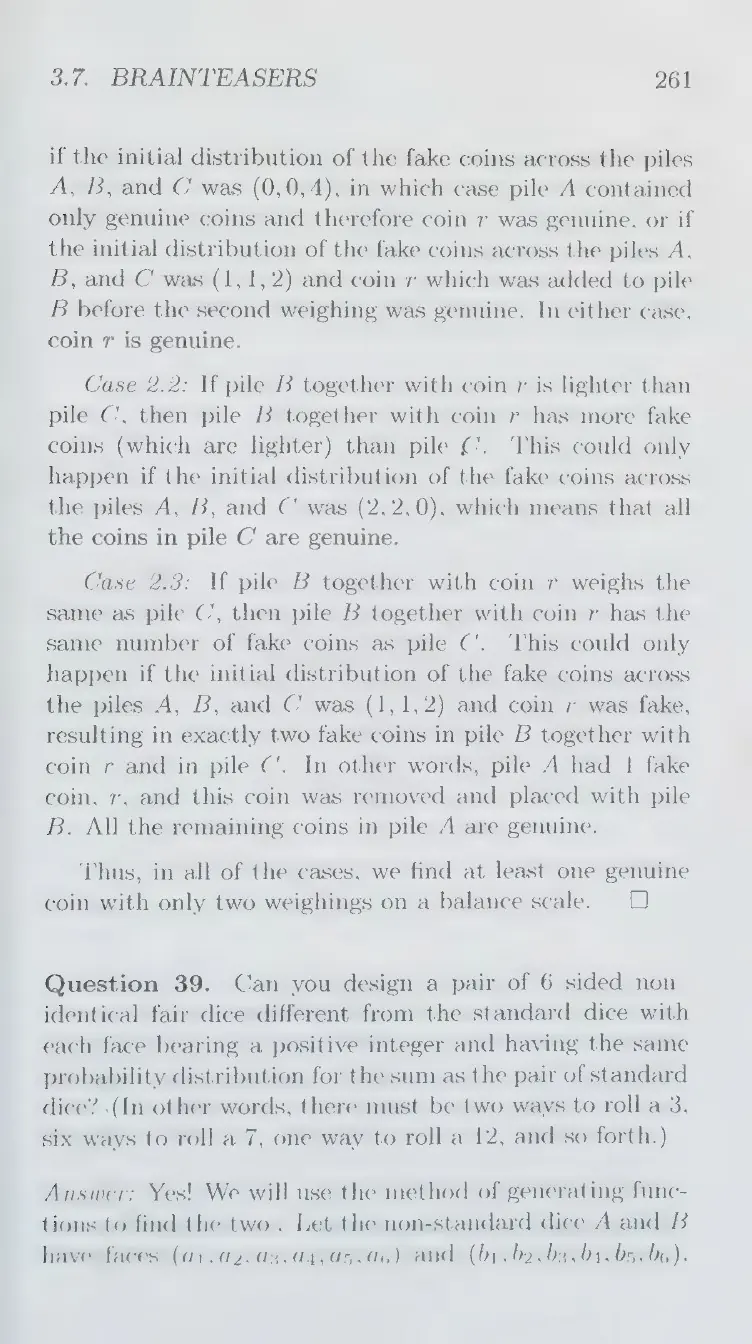 3.7. BRAINTEASERS 261
if the initial distribution of the fake coins across the piles
A, B, and C was (0,0,4), in which case pile A contained
only genuine coins and therefore coin r was genuine, or if
the initial distribution of the fake coins across the piles A,
B, and C was (1,1,2) and coin r which was added to pile
B before the second weighing was genuine. In either case,
coin r is genuine.
Case 2.2: If pile B together with coin r is lighter than
pile C, then pile B together with coin r has more fake
coins (which are lighter) than pile C. This could only
happen if the initial distribution of the fake coins across
the piles A, B, and C was (2,2,0), which means that all
the coins in pile C are genuine.
Case 2.3: If pile B together with coin r weighs the
same as pile C, then pile B together with coin r has the
same number of fake coins as pile C. This could only
happen if the initial distribution of the fake coins across
the piles A, B, and C was (1,1,2) and coin r was fake,
resulting in exactly two fake coins in pile B together with
coin r and in pile C. In other words, pile A had 1 fake
coin, r, and this coin was removed and placed with pile
B. All the remaining coins in pile A are genuine.
Thus, in all of the cases, we find at least one genuine
coin with only two weighings on a balance scale. □
Question 39. Can you design a pair of 6 sided non
identical fair dice different from the standard dice with
each face bearing a positive integer and having the same
probability distribution for the sum as the pair of standard
dice? (In other words, there must be two ways to roll a 3,
six ways to roll a 7, one way to roll a 12, and so forth.)
Answer: Yes! We will use the method of generating func-
tions to find the two . Let the non-standard dice A and B
have faces (a₁, a₂, a₃, a₄, a₅, a₆) and (b₁, b₂, b₃, b₄, b₅, b₆).